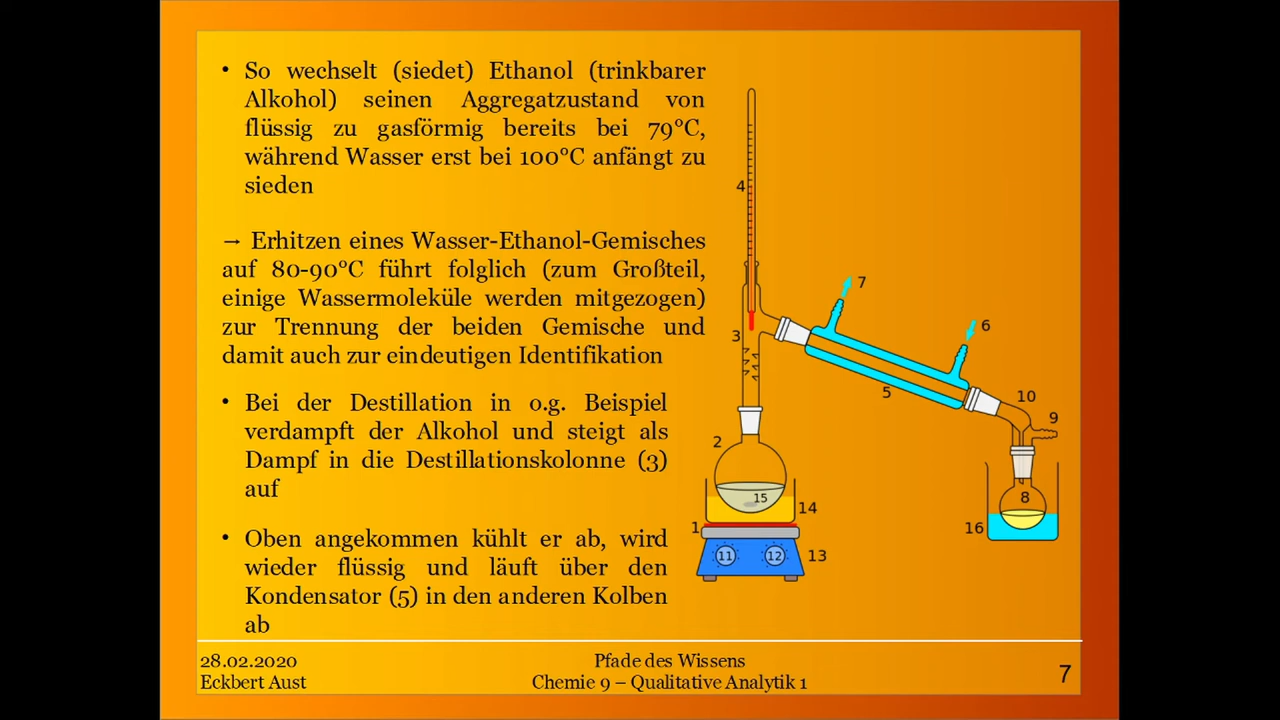 • So wechselt (siedet) Ethanol (trinkbarer
Alkohol) seinen Aggregatzustand von
flüssig zu gasförmig bereits bei 79°C,
während Wasser erst bei 100°C anfängt zu
sieden
→ Erhitzen eines Wasser-Ethanol-Gemisches
auf 80-90°C führt folglich (zum Großteil,
einige Wassermoleküle werden mitgezogen)
zur Trennung der beiden Gemische und
damit auch zur eindeutigen Identifikation
• Bei der Destillation in o.g. Beispiel
verdampft der Alkohol und steigt als
Dampf in die Destillationskolonne (3)
auf
• Oben angekommen kühlt er ab, wird
wieder flüssig und läuft über den
Kondensator (5) in den anderen Kolben
ab
4
7
6
3
5
10
9
2
15
8
14
1
16
11
12
13
28.02.2020
Eckbert Aust
Pfade des Wissens
Chemie 9 – Qualitative Analytik 1
7